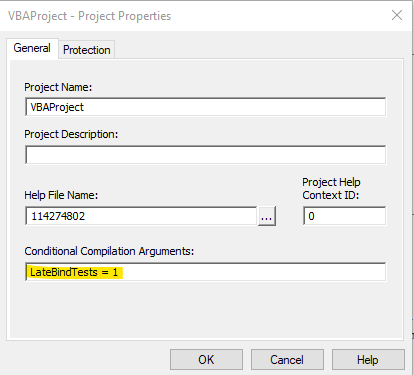 VBAProject - Project Properties
General
Protection
Project Name:
VBAProject
Project Description:
Help File Name:
Project Help
Context ID:
114274802
...
0
Conditional Compilation Arguments:
LateBindTests = 1
OK
Cancel
Help